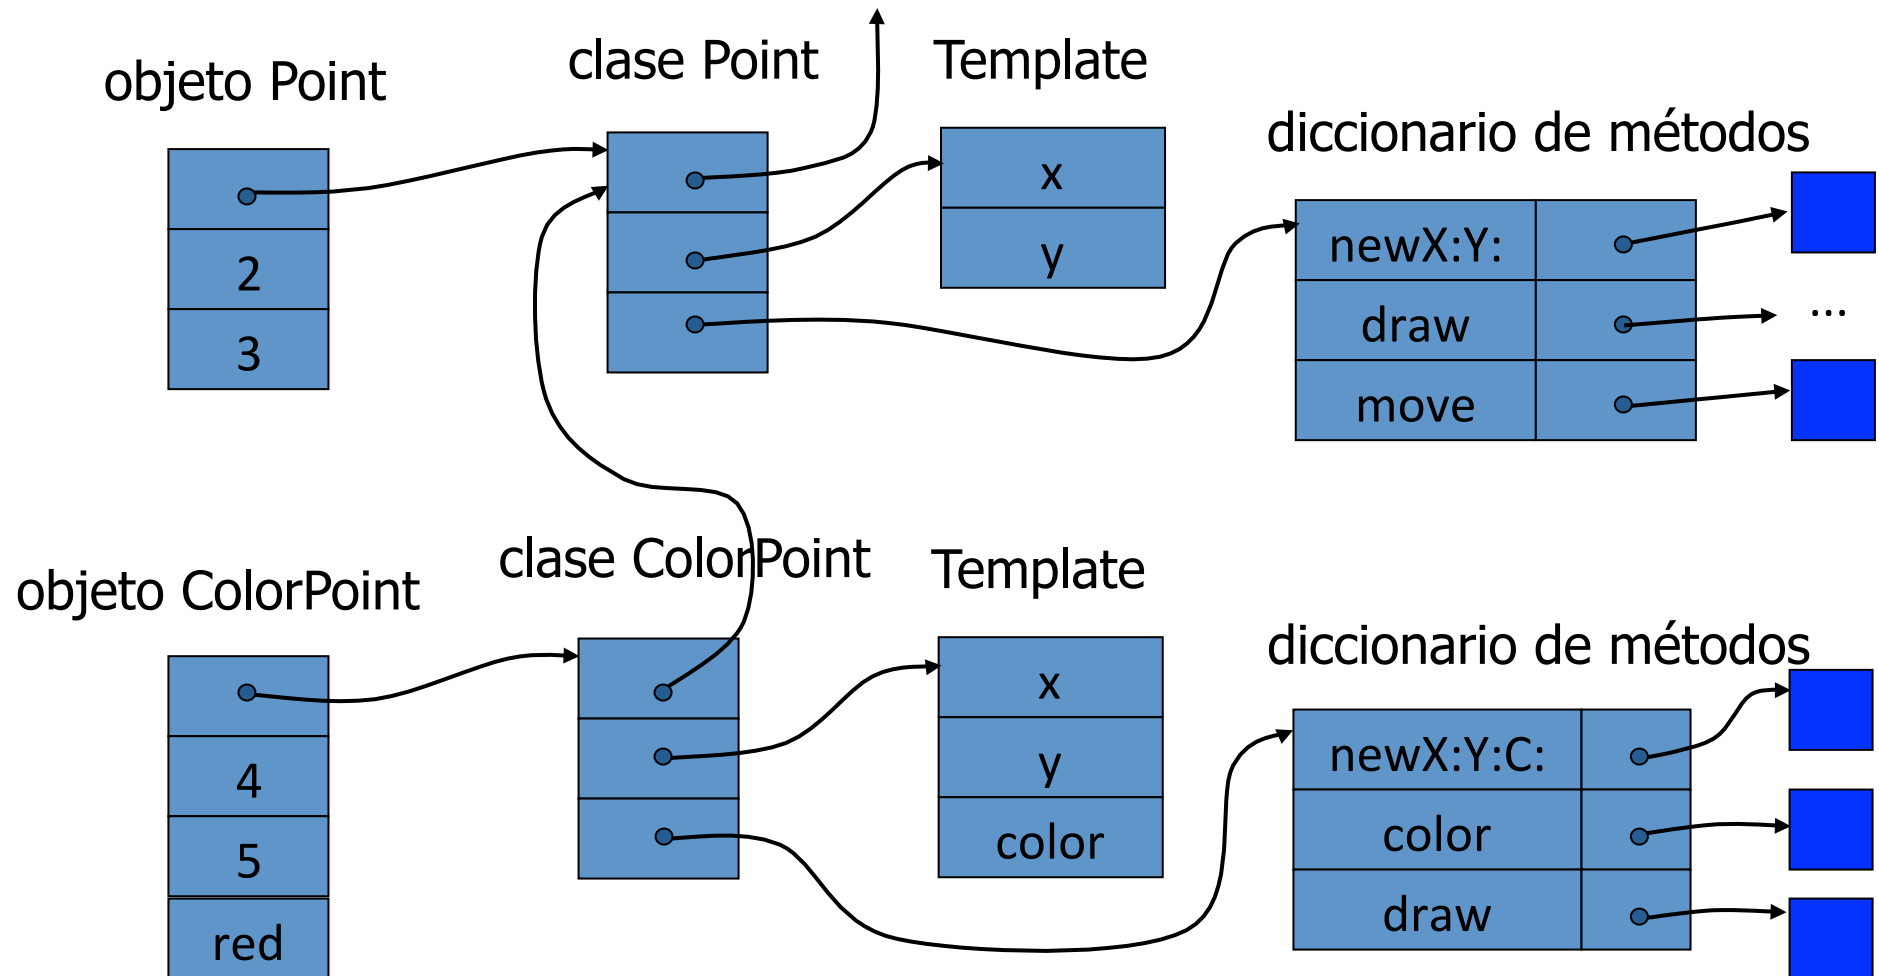 objeto Point
clase Point
Template
diccionario de métodos
2
3
x
y
newX:Y:
draw
move
...
objeto ColorPoint
clase ColorPoint
Template
diccionario de métodos
4
5
red
x
y
color
newX:Y:C:
color
draw